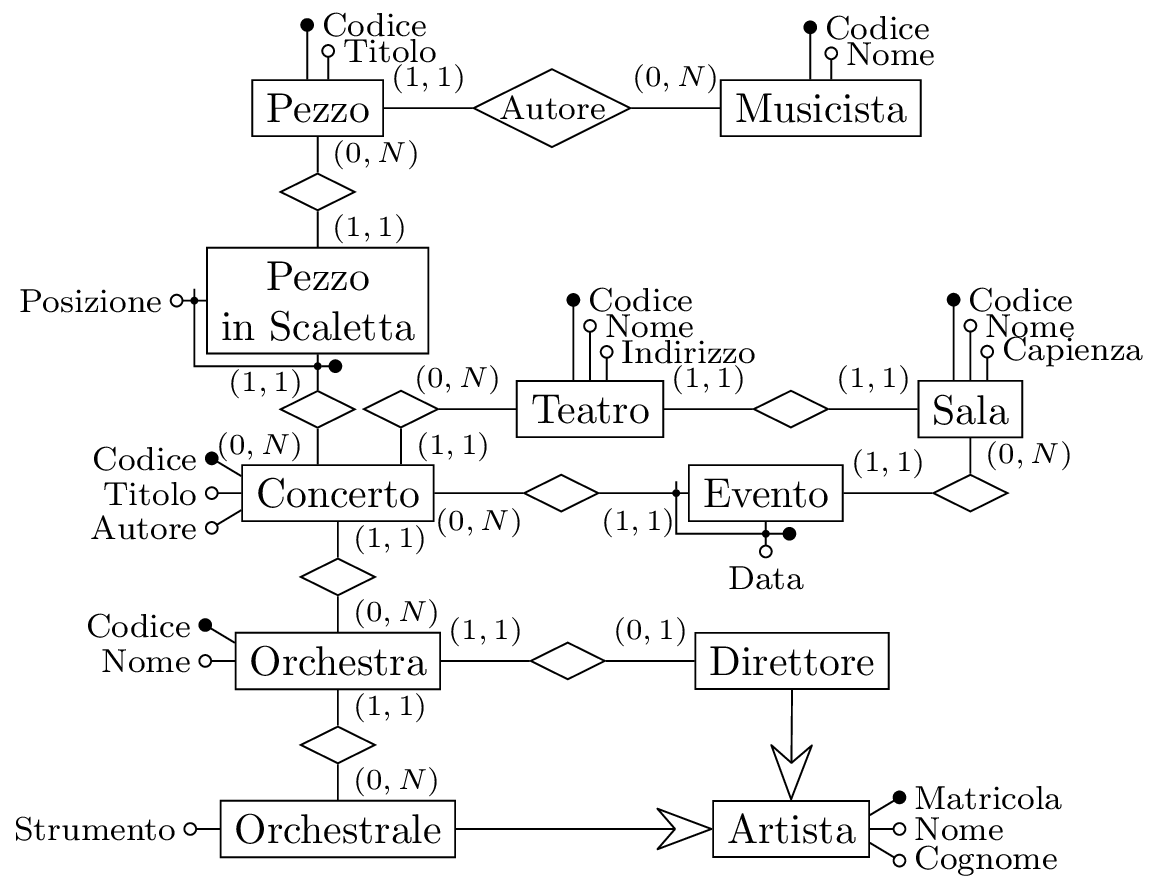 Codice
Titolo
Codice
Nome
Pezzo
(1, 1)
Autore
(0, N)
Musicista
(0, N)
(1, 1)
Posizione
Pezzo
in Scaletta
Codice
Nome
Indirizzo
Codice
Nome
Capienza
(1, 1)
(0, N)
Teatro
(1, 1)
(1, 1)
Sala
(0, N)
(1, 1)
(0, N)
Codice
Titolo
Autore
Concerto
(0, N)
(1, 1)
Evento
(1, 1)
Data
(1, 1)
(0, N)
Codice
Nome
Orchestra
(1, 1)
(0, 1)
Direttore
(1, 1)
(0, N)
Strumento
Orchestrale
Artista
Matricola
Nome
Cognome